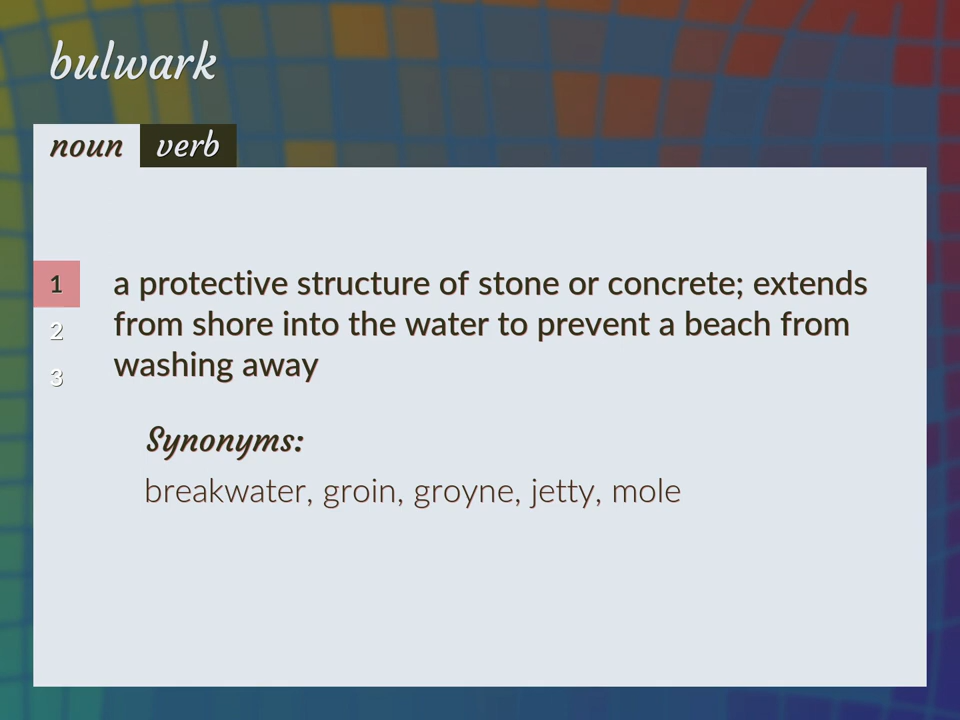 bulwark
noun verb
1 a protective structure of stone or concrete; extends
2 from shore into the water to prevent a beach from
3 washing away
Synonyms:
breakwater, groin, groyne, jetty, mole